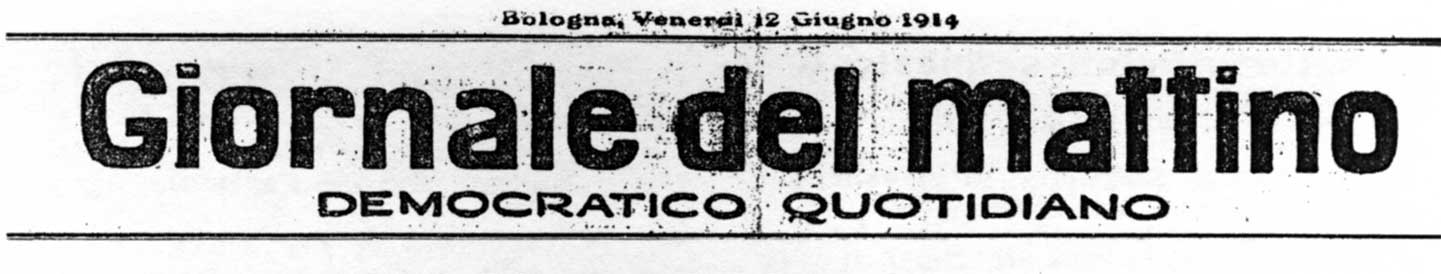 Bologna, Venerdì 12 Giugno 1914
Giornale del mattino
DEMOCRATICO QUOTIDIANO